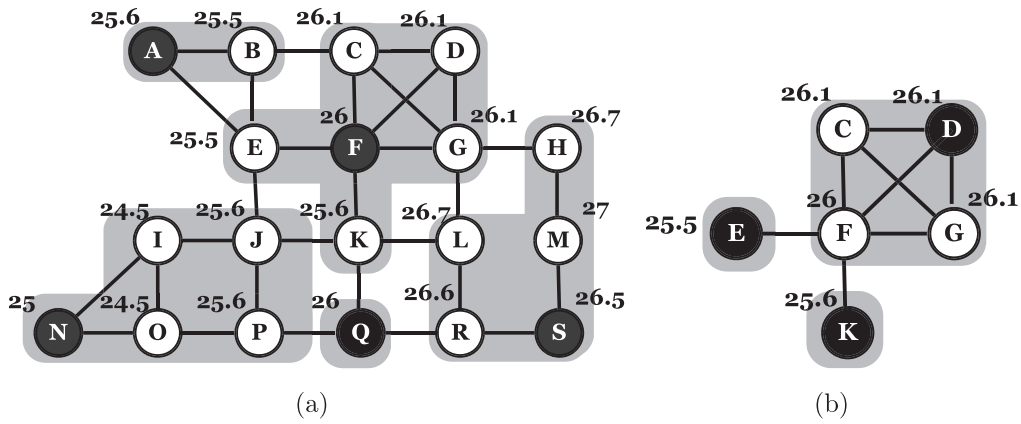 25.6 25.5 26.1 26.1
A B C D
25.5 26 26.1 26.7
E F G H
24.5 25.6 25.6 26.7 27
I J K L M
25 24.5 25.6 26 26.6 26.5
N O P Q R S
(a)
26.1 26.1
C D
25.5 26 26.1
E F G
25.6
K
(b)